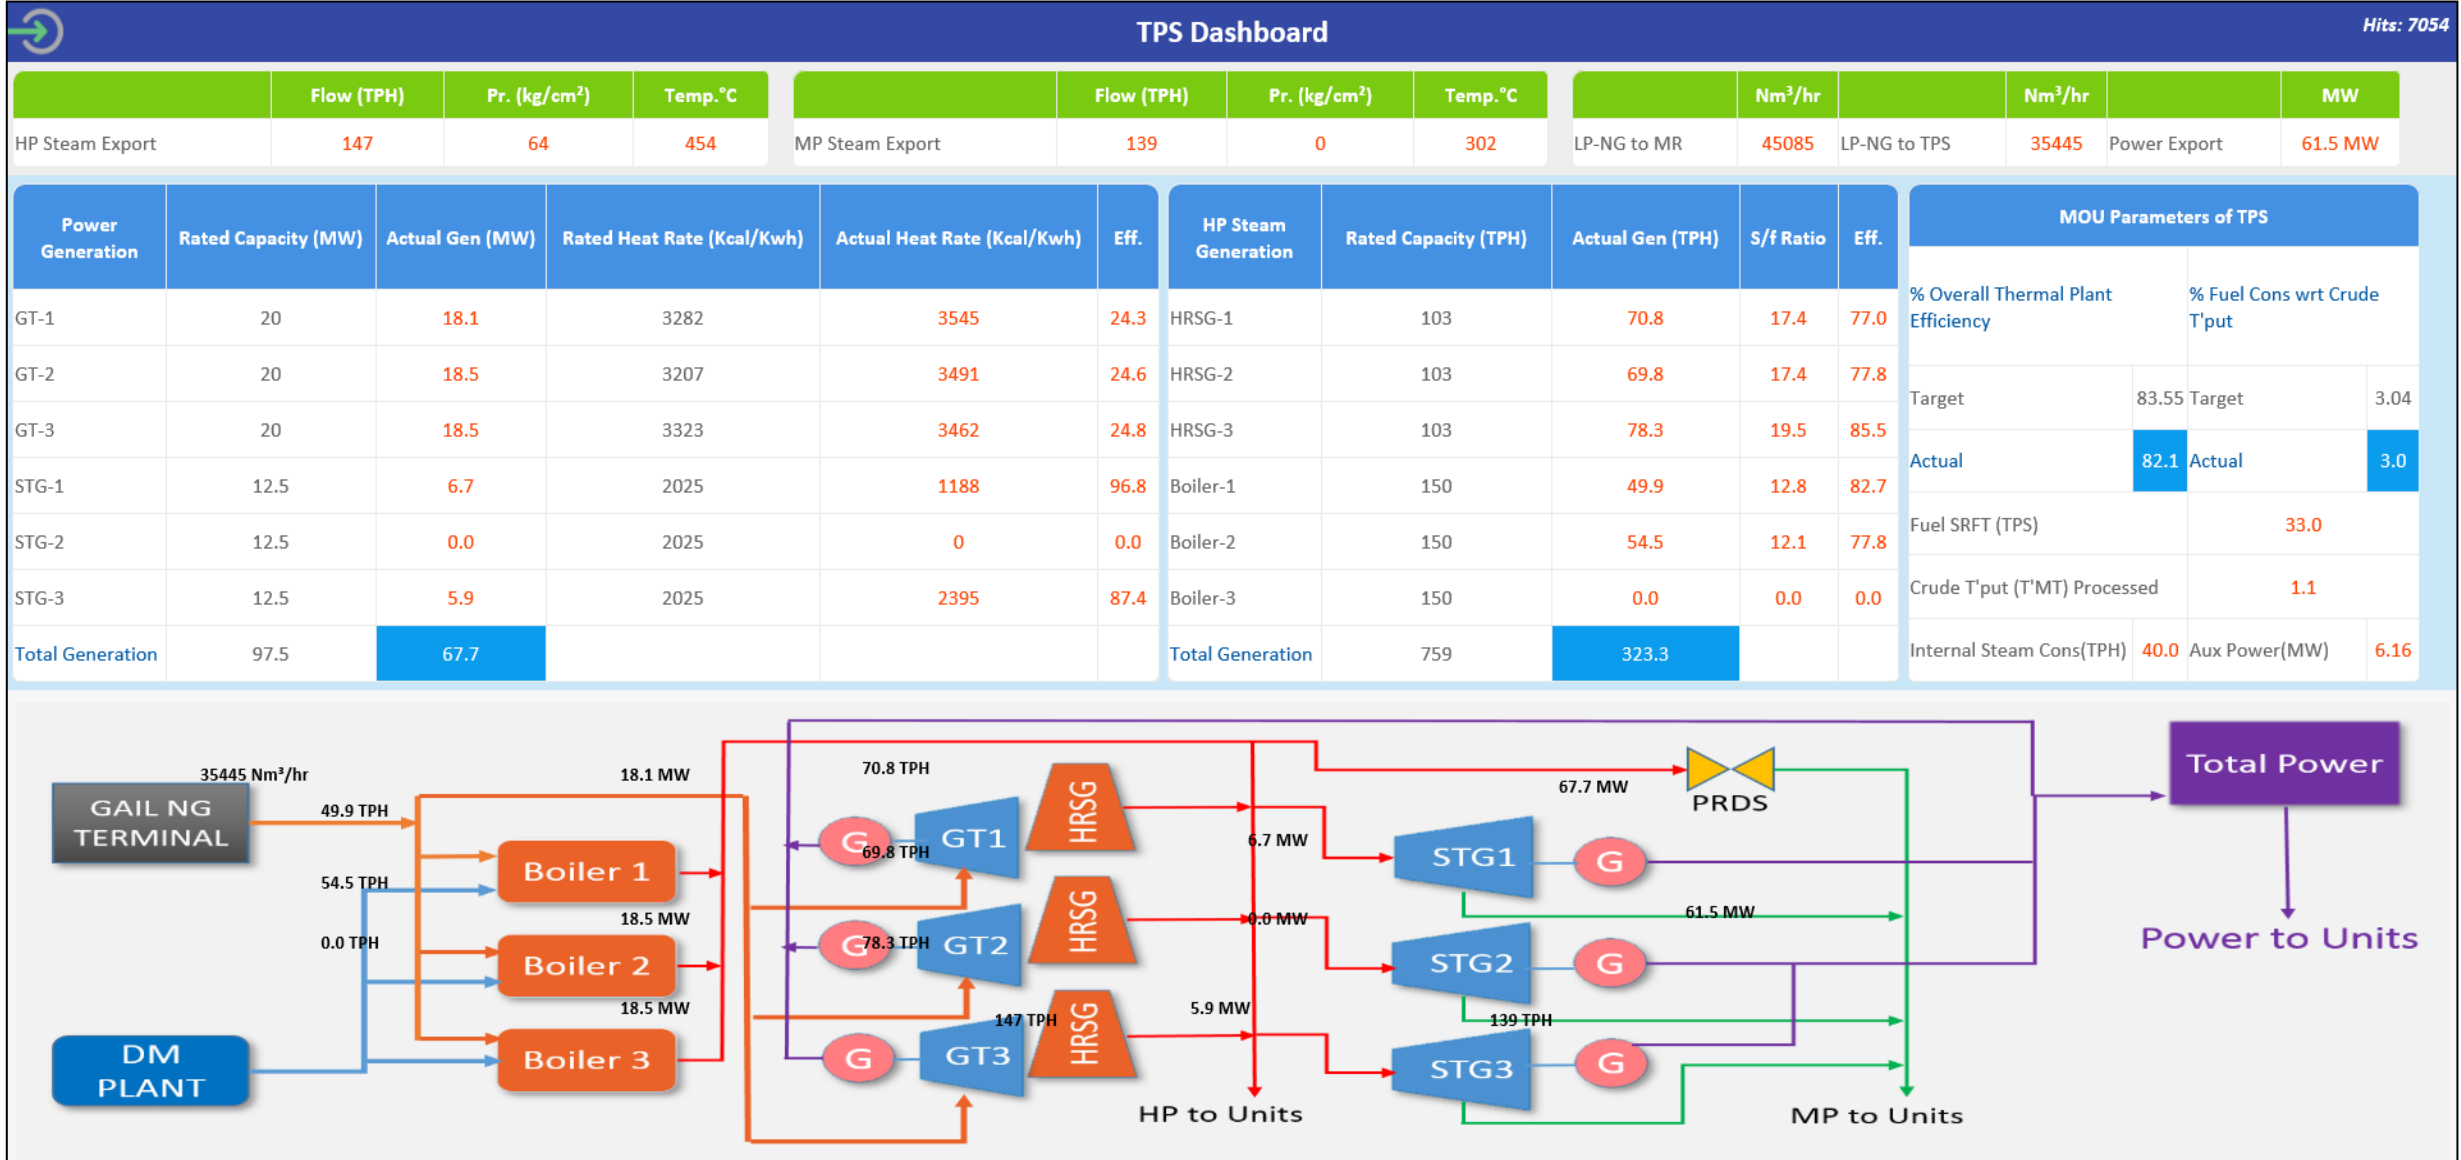 TPS Dashboard
Hits: 7054
Flow (TPH) Pr. (kg/cm²) Temp.°C
HP Steam Export 147 64 454
Flow (TPH) Pr. (kg/cm²) Temp.°C
MP Steam Export 139 0 302
Nm³/hr Nm³/hr MW
LP-NG to MR 45085 LP-NG to TPS 35445 Power Export 61.5 MW
Power Generation Rated Capacity (MW) Actual Gen (MW) Rated Heat Rate (Kcal/Kwh) Actual Heat Rate (Kcal/Kwh) Eff.
GT-1 20 18.1 3282 3545 24.3
GT-2 20 18.5 3207 3491 24.6
GT-3 20 18.5 3323 3462 24.8
STG-1 12.5 6.7 2025 1188 96.8
STG-2 12.5 0.0 2025 0 0.0
STG-3 12.5 5.9 2025 2395 87.4
Total Generation 97.5 67.7
HP Steam Generation Rated Capacity (TPH) Actual Gen (TPH) S/f Ratio Eff.
HRSG-1 103 70.8 17.4 77.0
HRSG-2 103 69.8 17.4 77.8
HRSG-3 103 78.3 19.5 85.5
Boiler-1 150 49.9 12.8 82.7
Boiler-2 150 54.5 12.1 77.8
Boiler-3 150 0.0 0.0 0.0
Total Generation 759 323.3
MOU Parameters of TPS
% Overall Thermal Plant Efficiency % Fuel Cons wrt Crude T'put
Target 83.55 Target 3.04
Actual 82.1 Actual 3.0
Fuel SRFT (TPS) 33.0
Crude T'put (T'MT) Processed 1.1
Internal Steam Cons(TPH) 40.0 Aux Power(MW) 6.16
35445 Nm³/hr
GAIL NG
TERMINAL
49.9 TPH
54.5 TPH
0.0 TPH
DM
PLANT
18.1 MW
Boiler 1
18.5 MW
Boiler 2
18.5 MW
Boiler 3
70.8 TPH
G
GT1
HRSG
69.8 TPH
G
GT2
HRSG
78.3 TPH
G
GT3
HRSG
147 TPH
6.7 MW
0.0 MW
5.9 MW
HP to Units
67.7 MW
PRDS
STG1
G
61.5 MW
STG2
G
139 TPH
STG3
G
MP to Units
Total Power
Power to Units